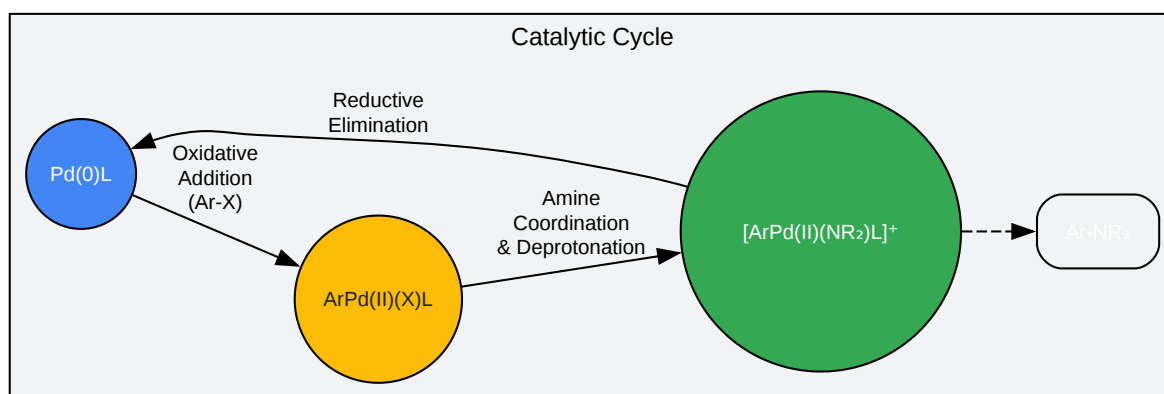 Catalytic Cycle
Reductive
Elimination
Oxidative
Addition
(Ar-X)
Pd(0)L
Amine
Coordination
& Deprotonation
ArPd(II)(X)L
[ArPd(II)(NR₂)L]⁺
Ar-NR₂